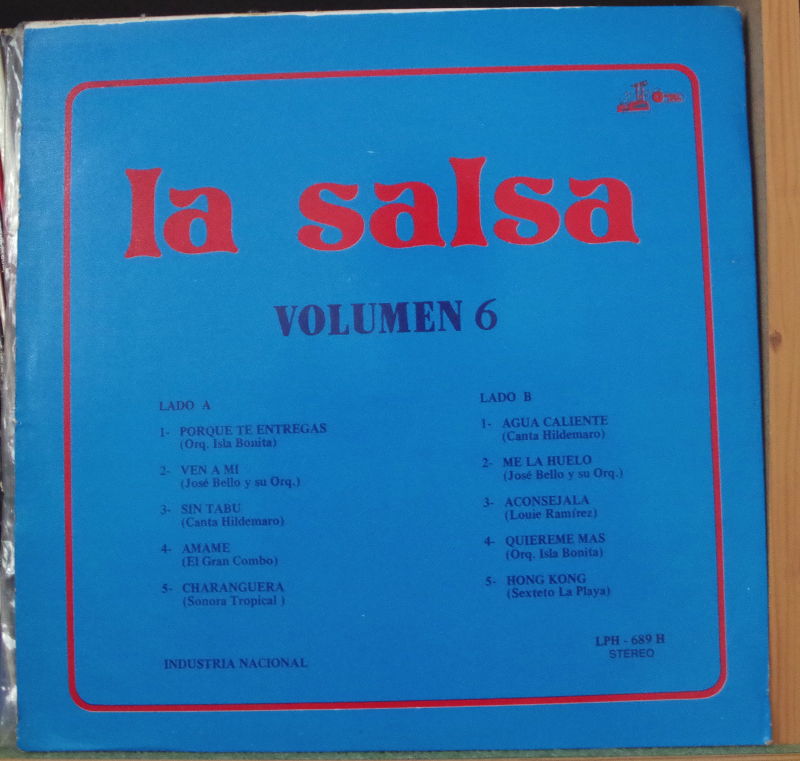 la salsa
VOLUMEN 6
LADO A
1- PORQUE TE ENTREGAS
(Orq. Isla Bonita)
2- VEN A MI
(José Bello y su Orq.)
3- SIN TABU
(Canta Hildemaro)
4- AMAME
(El Gran Combo)
5- CHARANGUERA
(Sonora Tropical )
LADO B
1- AGUA CALIENTE
(Canta Hildemaro)
2- ME LA HUELO
(José Bello y su Orq.)
3- ACONSEJALA
(Louie Ramírez)
4- QUIEREME MAS
(Orq. Isla Bonita)
5- HONG KONG
(Sexteto La Playa)
INDUSTRIA NACIONAL
LPH - 689 H
STEREO